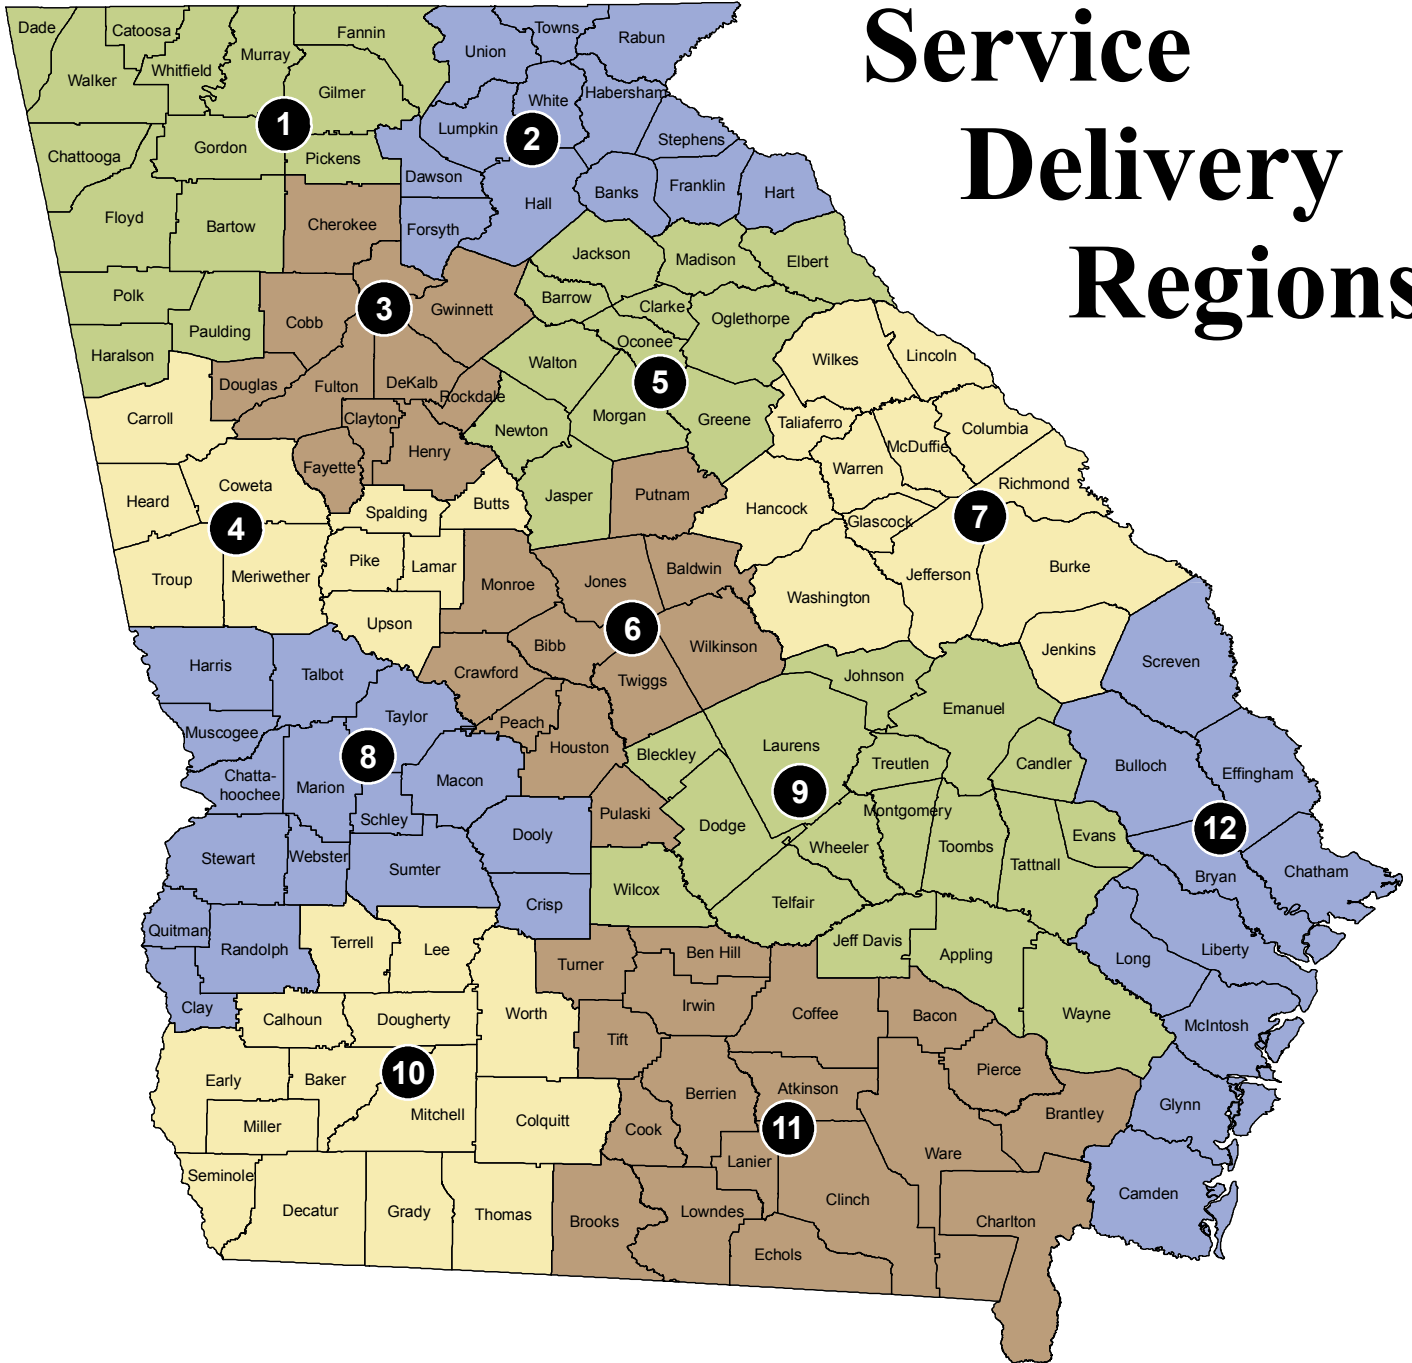 Service
Delivery
Regions
Dade
Catoosa
Fannin
Union
Towns
Rabun
Walker
Whitfield
Murray
Gilmer
White
Habersham
1
2
Lumpkin
Stephens
Chattooga
Gordon
Pickens
Dawson
Banks
Franklin
Hart
Floyd
Bartow
Cherokee
Forsyth
Hall
Jackson
Madison
Elbert
Polk
Paulding
Cobb
3
Gwinnett
Barrow
Clarke
Oglethorpe
Haralson
Oconee
Walton
5
Wilkes
Lincoln
Douglas
Fulton
DeKalb
Rockdale
Carroll
Clayton
Newton
Morgan
Greene
Taliaferro
Columbia
Henry
McDuffie
Fayette
Warren
Heard
Coweta
Spalding
Butts
Jasper
Putnam
Hancock
Glascock
Richmond
4
7
Troup
Meriwether
Pike
Lamar
Monroe
Jones
Baldwin
Washington
Jefferson
Burke
Upson
6
Bibb
Wilkinson
Jenkins
Screven
Harris
Talbot
Crawford
Twiggs
Johnson
Emanuel
Muscogee
Taylor
Peach
Houston
Bleckley
Laurens
Treutlen
Candler
Bulloch
Effingham
8
Chatta-
hoochee
Marion
Macon
9
Schley
Pulaski
Dodge
Montgomery
Wheeler
Toombs
Tattnall
Evans
12
Stewart
Webster
Sumter
Dooly
Bryan
Chatham
Quitman
Randolph
Crisp
Wilcox
Telfair
Terrell
Lee
Turner
Ben Hill
Jeff Davis
Appling
Long
Liberty
Clay
Calhoun
Dougherty
Worth
Irwin
Coffee
Bacon
Wayne
McIntosh
Tift
Early
Baker
10
Mitchell
Berrien
Atkinson
Pierce
Glynn
Miller
Colquitt
Cook
11
Brantley
Lanier
Ware
Seminole
Decatur
Grady
Thomas
Brooks
Lowndes
Clinch
Charlton
Camden
Echols